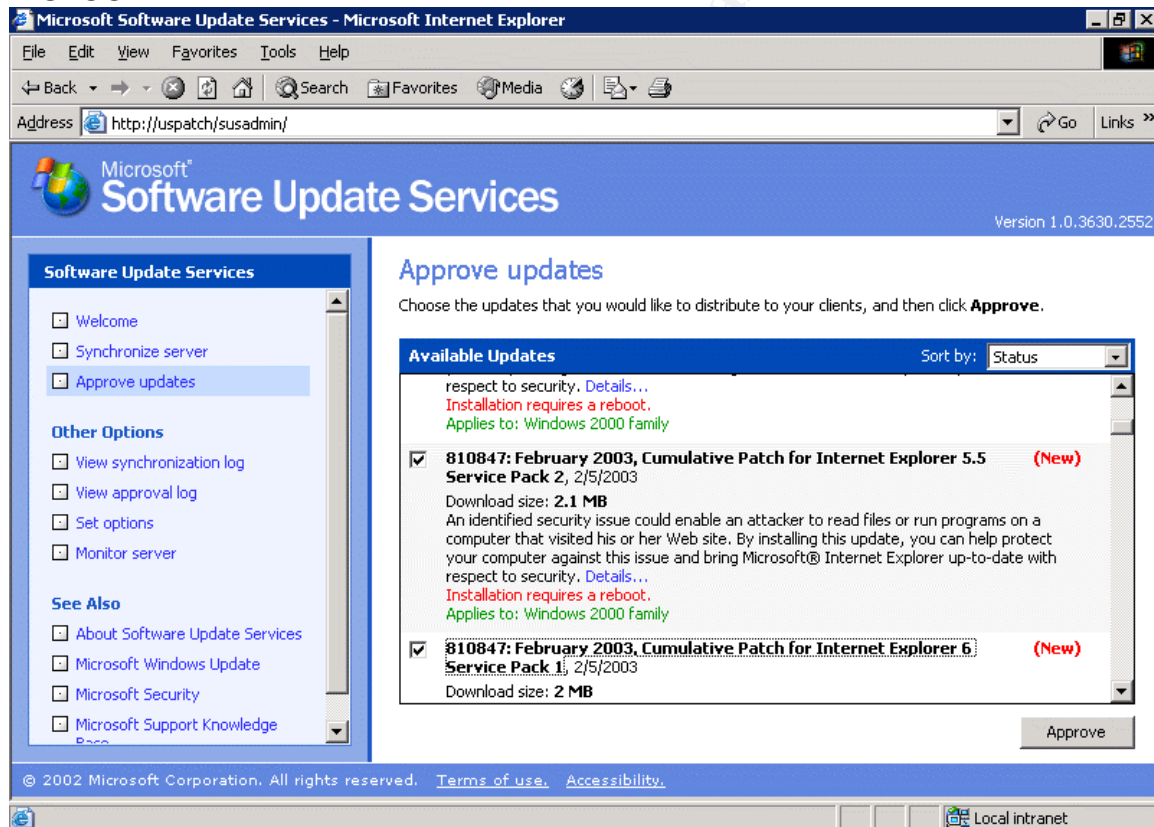 Microsoft Software Update Services - Microsoft Internet Explorer
File Edit View Favorites Tools Help
Back Search Favorites Media
Address http://uspatch/susadmin/ Go Links »
Microsoft®
Software Update Services
Version 1.0.3630.2552
Software Update Services
Welcome
Synchronize server
Approve updates
Other Options
View synchronization log
View approval log
Set options
Monitor server
See Also
About Software Update Services
Microsoft Windows Update
Microsoft Security
Microsoft Support Knowledge
Approve updates
Choose the updates that you would like to distribute to your clients, and then click Approve.
Available Updates Sort by: Status
respect to security. Details...
Installation requires a reboot.
Applies to: Windows 2000 family
810847: February 2003, Cumulative Patch for Internet Explorer 5.5 (New)
Service Pack 2, 2/5/2003
Download size: 2.1 MB
An identified security issue could enable an attacker to read files or run programs on a
computer that visited his or her Web site. By installing this update, you can help protect
your computer against this issue and bring Microsoft® Internet Explorer up-to-date with
respect to security. Details...
Installation requires a reboot.
Applies to: Windows 2000 family
810847: February 2003, Cumulative Patch for Internet Explorer 6 (New)
Service Pack 1, 2/5/2003
Download size: 2 MB
Approve
© 2002 Microsoft Corporation. All rights reserved. Terms of use. Accessibility.
Local intranet